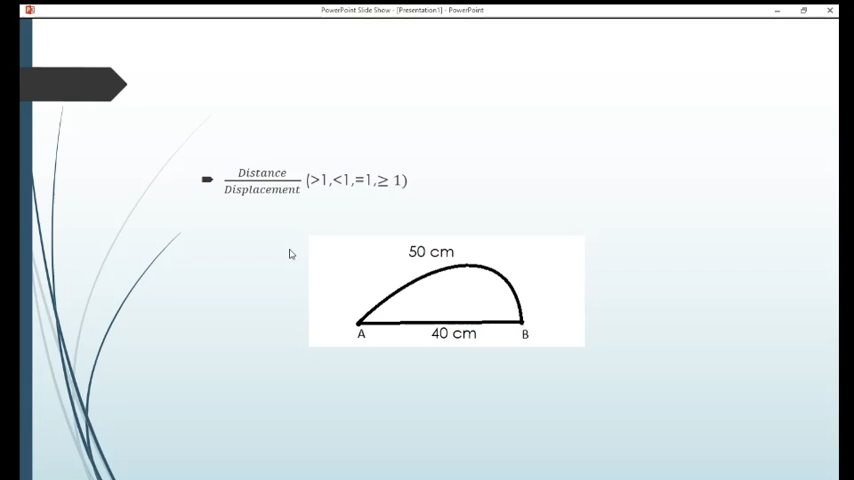 PowerPoint Slide Show - [Presentation1] - PowerPoint
Distance
Displacement (>1,<1,=1,≥ 1)
50 cm
40 cm
A B